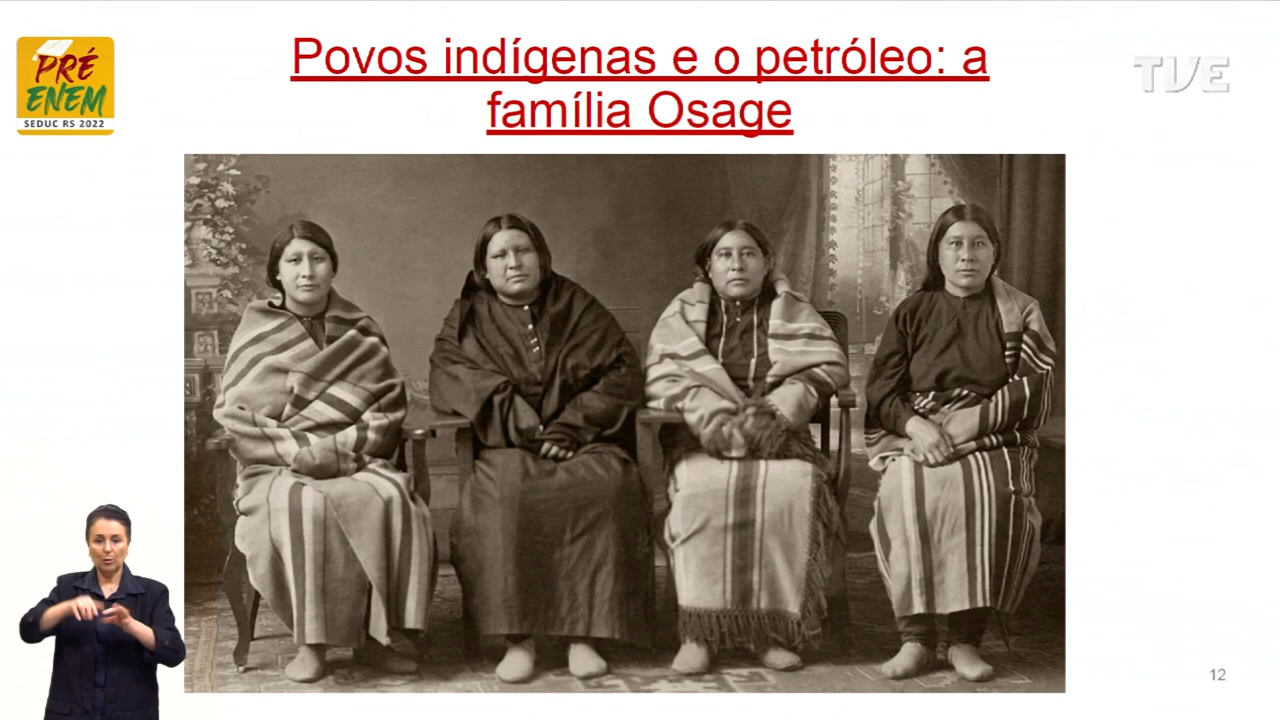 PRÉ
ENEM
SEDUC RS 2022
Povos indígenas e o petróleo: a
família Osage
TVE
12